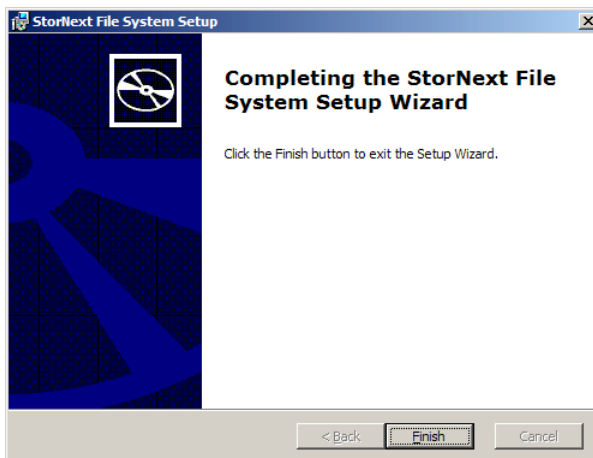 StorNext File System Setup
Completing the StorNext File
System Setup Wizard
Click the Finish button to exit the Setup Wizard.
< Back Finish Cancel